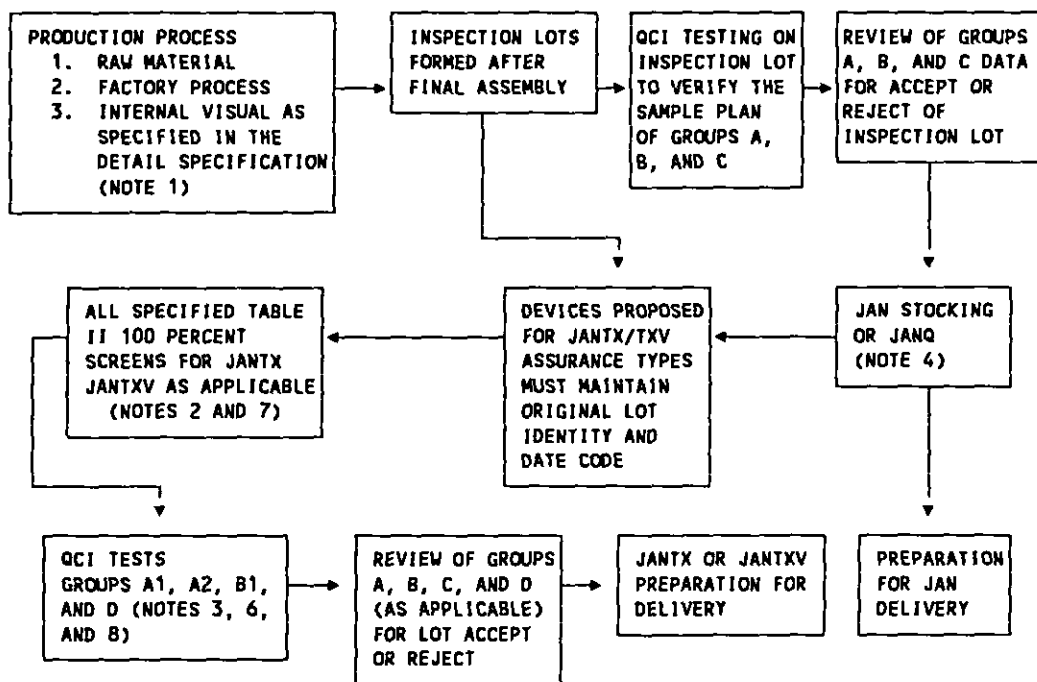 PRODUCTION PROCESS
1. RAW MATERIAL
2. FACTORY PROCESS
3. INTERNAL VISUAL AS
SPECIFIED IN THE
DETAIL SPECIFICATION
(NOTE 1)
INSPECTION LOTS
FORMED AFTER
FINAL ASSEMBLY
QCI TESTING ON
INSPECTION LOT
TO VERIFY THE
SAMPLE PLAN
OF GROUPS A,
B, AND C
REVIEW OF GROUPS
A, B, AND C DATA
FOR ACCEPT OR
REJECT OF
INSPECTION LOT
ALL SPECIFIED TABLE
II 100 PERCENT
SCREENS FOR JANTX
JANTXV AS APPLICABLE
(NOTES 2 AND 7)
DEVICES PROPOSED
FOR JANTX/TXV
ASSURANCE TYPES
MUST MAINTAIN
ORIGINAL LOT
IDENTITY AND
DATE CODE
JAN STOCKING
OR JANQ
(NOTE 4)
QCI TESTS
GROUPS A1, A2, B1,
AND D (NOTES 3, 6,
AND 8)
REVIEW OF GROUPS
A, B, C, AND D
(AS APPLICABLE)
FOR LOT ACCEPT
OR REJECT
JANTX OR JANTXV
PREPARATION FOR
DELIVERY
PREPARATION
FOR JAN
DELIVERY